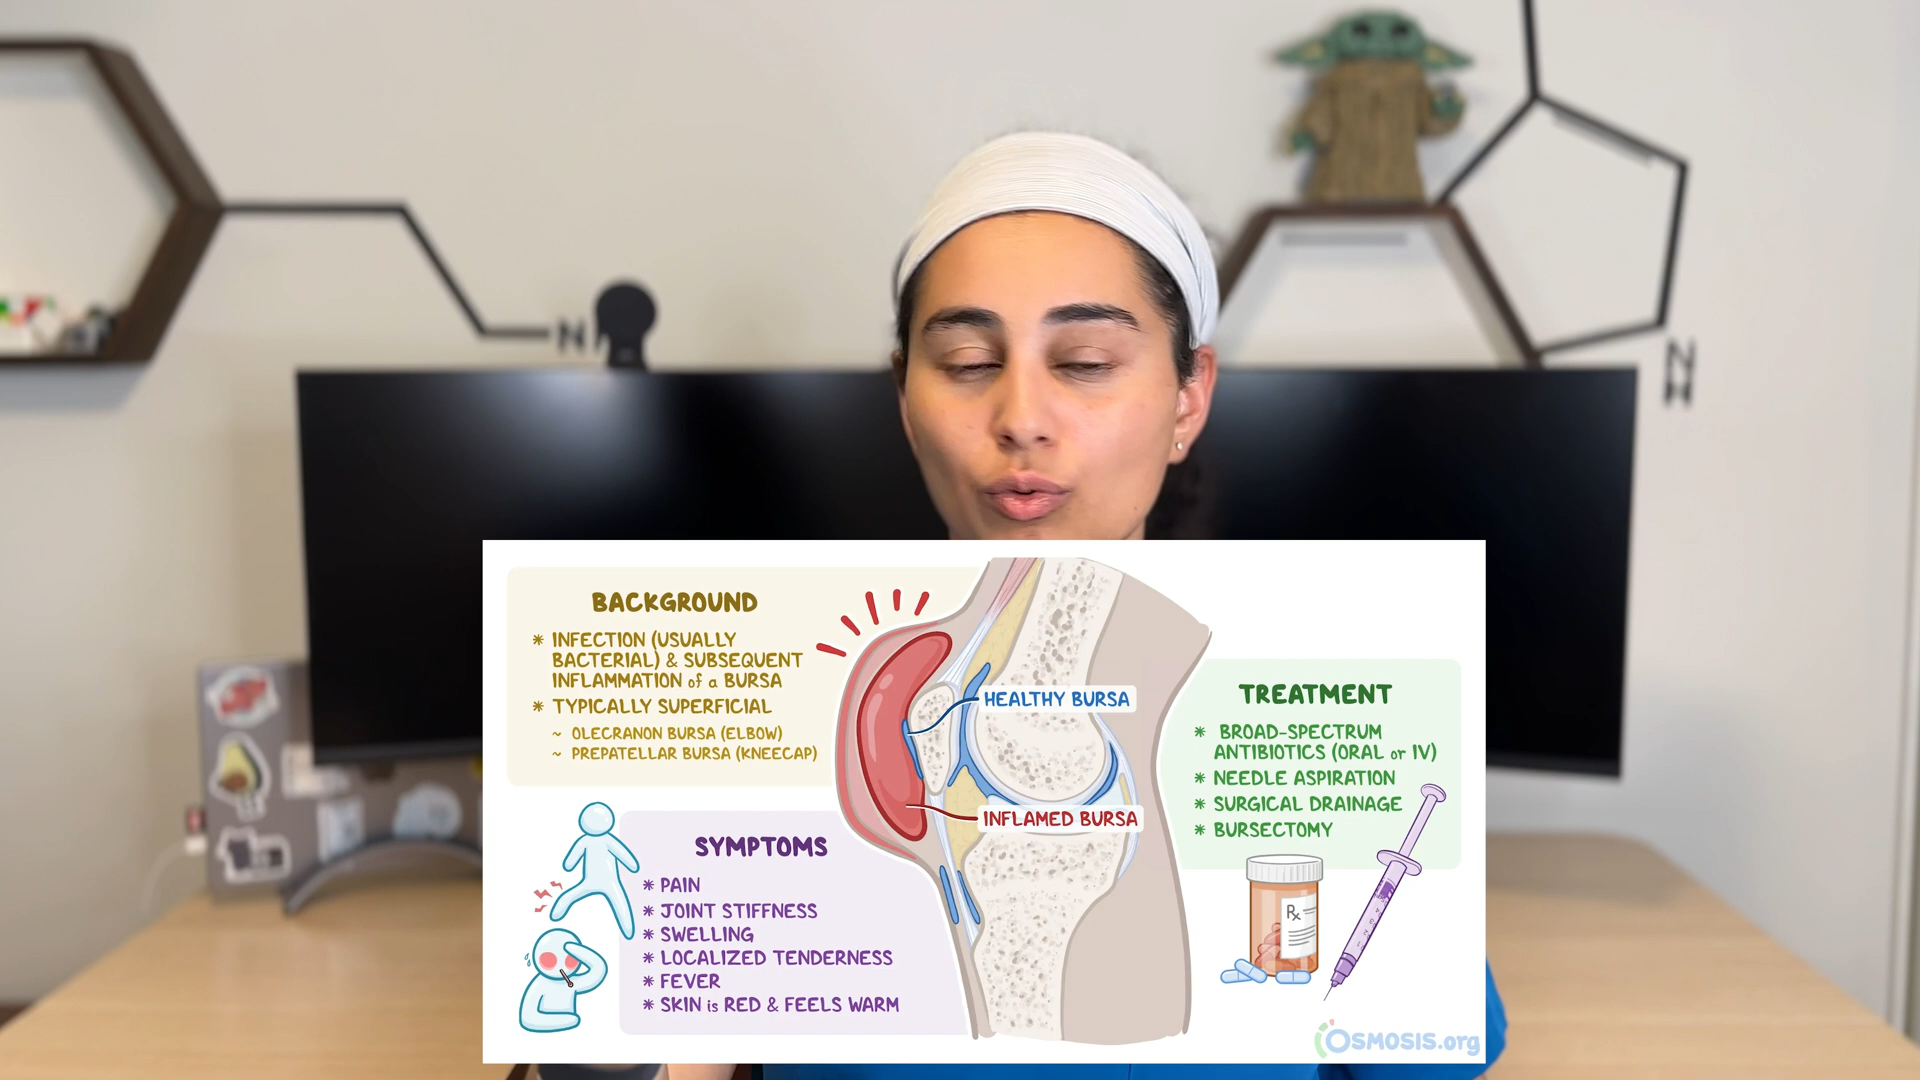 N
N
H
BACKGROUND
* INFECTION (USUALLY
BACTERIAL) & SUBSEQUENT
INFLAMMATION of a BURSA
* TYPICALLY SUPERFICIAL
~ OLECRANON BURSA (ELBOW)
~ PREPATELLAR BURSA (KNEECAP)
HEALTHY BURSA
INFLAMED BURSA
SYMPTOMS
* PAIN
* JOINT STIFFNESS
* SWELLING
* LOCALIZED TENDERNESS
* FEVER
* SKIN is RED & FEELS WARM
TREATMENT
* BROAD-SPECTRUM
ANTIBIOTICS (ORAL or IV)
* NEEDLE ASPIRATION
* SURGICAL DRAINAGE
* BURSECTOMY
Rx
OSMOSIS.org